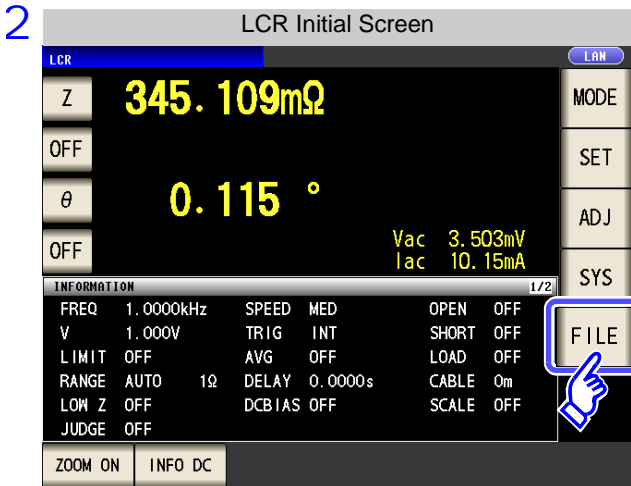 2
LCR Initial Screen
LCR
LAN
Z 345.109mΩ MODE
OFF SET
θ 0.115 °
ADJ
OFF Vac 3.503mV
Iac 10.15mA
SYS
INFORMATION 1/2
FREQ 1.0000kHz SPEED MED OPEN OFF
V 1.000V TRIG INT SHORT OFF
FILE
LIMIT OFF AVG OFF LOAD OFF
RANGE AUTO 1Ω DELAY 0.0000s CABLE 0m
LOW Z OFF DCBIAS OFF SCALE OFF
JUDGE OFF
ZOOM ON INFO DC